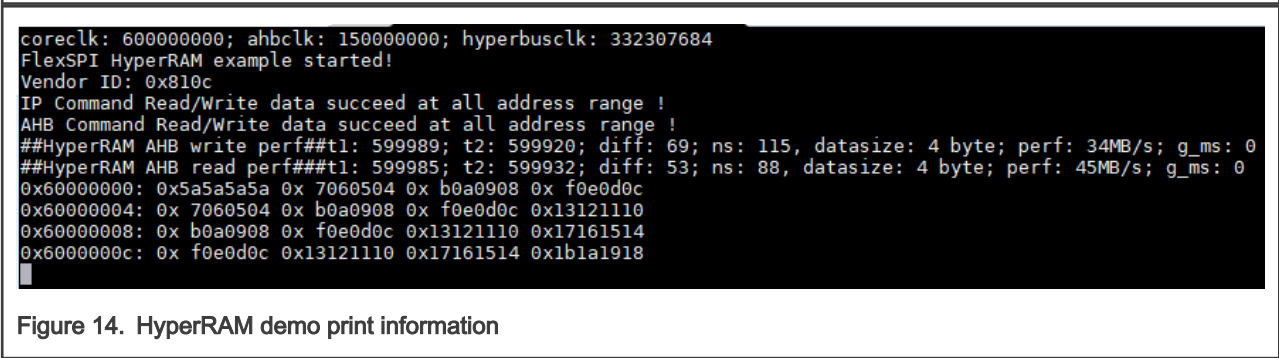 coreclk: 600000000; ahbclk: 150000000; hyperbusclk: 332307684
FlexSPI HyperRAM example started!
Vendor ID: 0x810c
IP Command Read/Write data succeed at all address range !
AHB Command Read/Write data succeed at all address range !
##HyperRAM AHB write perf##t1: 599989; t2: 599920; diff: 69; ns: 115, datasize: 4 byte; perf: 34MB/s; g_ms: 0
##HyperRAM AHB read perf###t1: 599985; t2: 599932; diff: 53; ns: 88, datasize: 4 byte; perf: 45MB/s; g_ms: 0
0x60000000: 0x5a5a5a5a 0x 7060504 0x b0a0908 0x f0e0d0c
0x60000004: 0x 7060504 0x b0a0908 0x f0e0d0c 0x13121110
0x60000008: 0x b0a0908 0x f0e0d0c 0x13121110 0x17161514
0x6000000c: 0x f0e0d0c 0x13121110 0x17161514 0x1b1a1918
Figure 14. HyperRAM demo print information